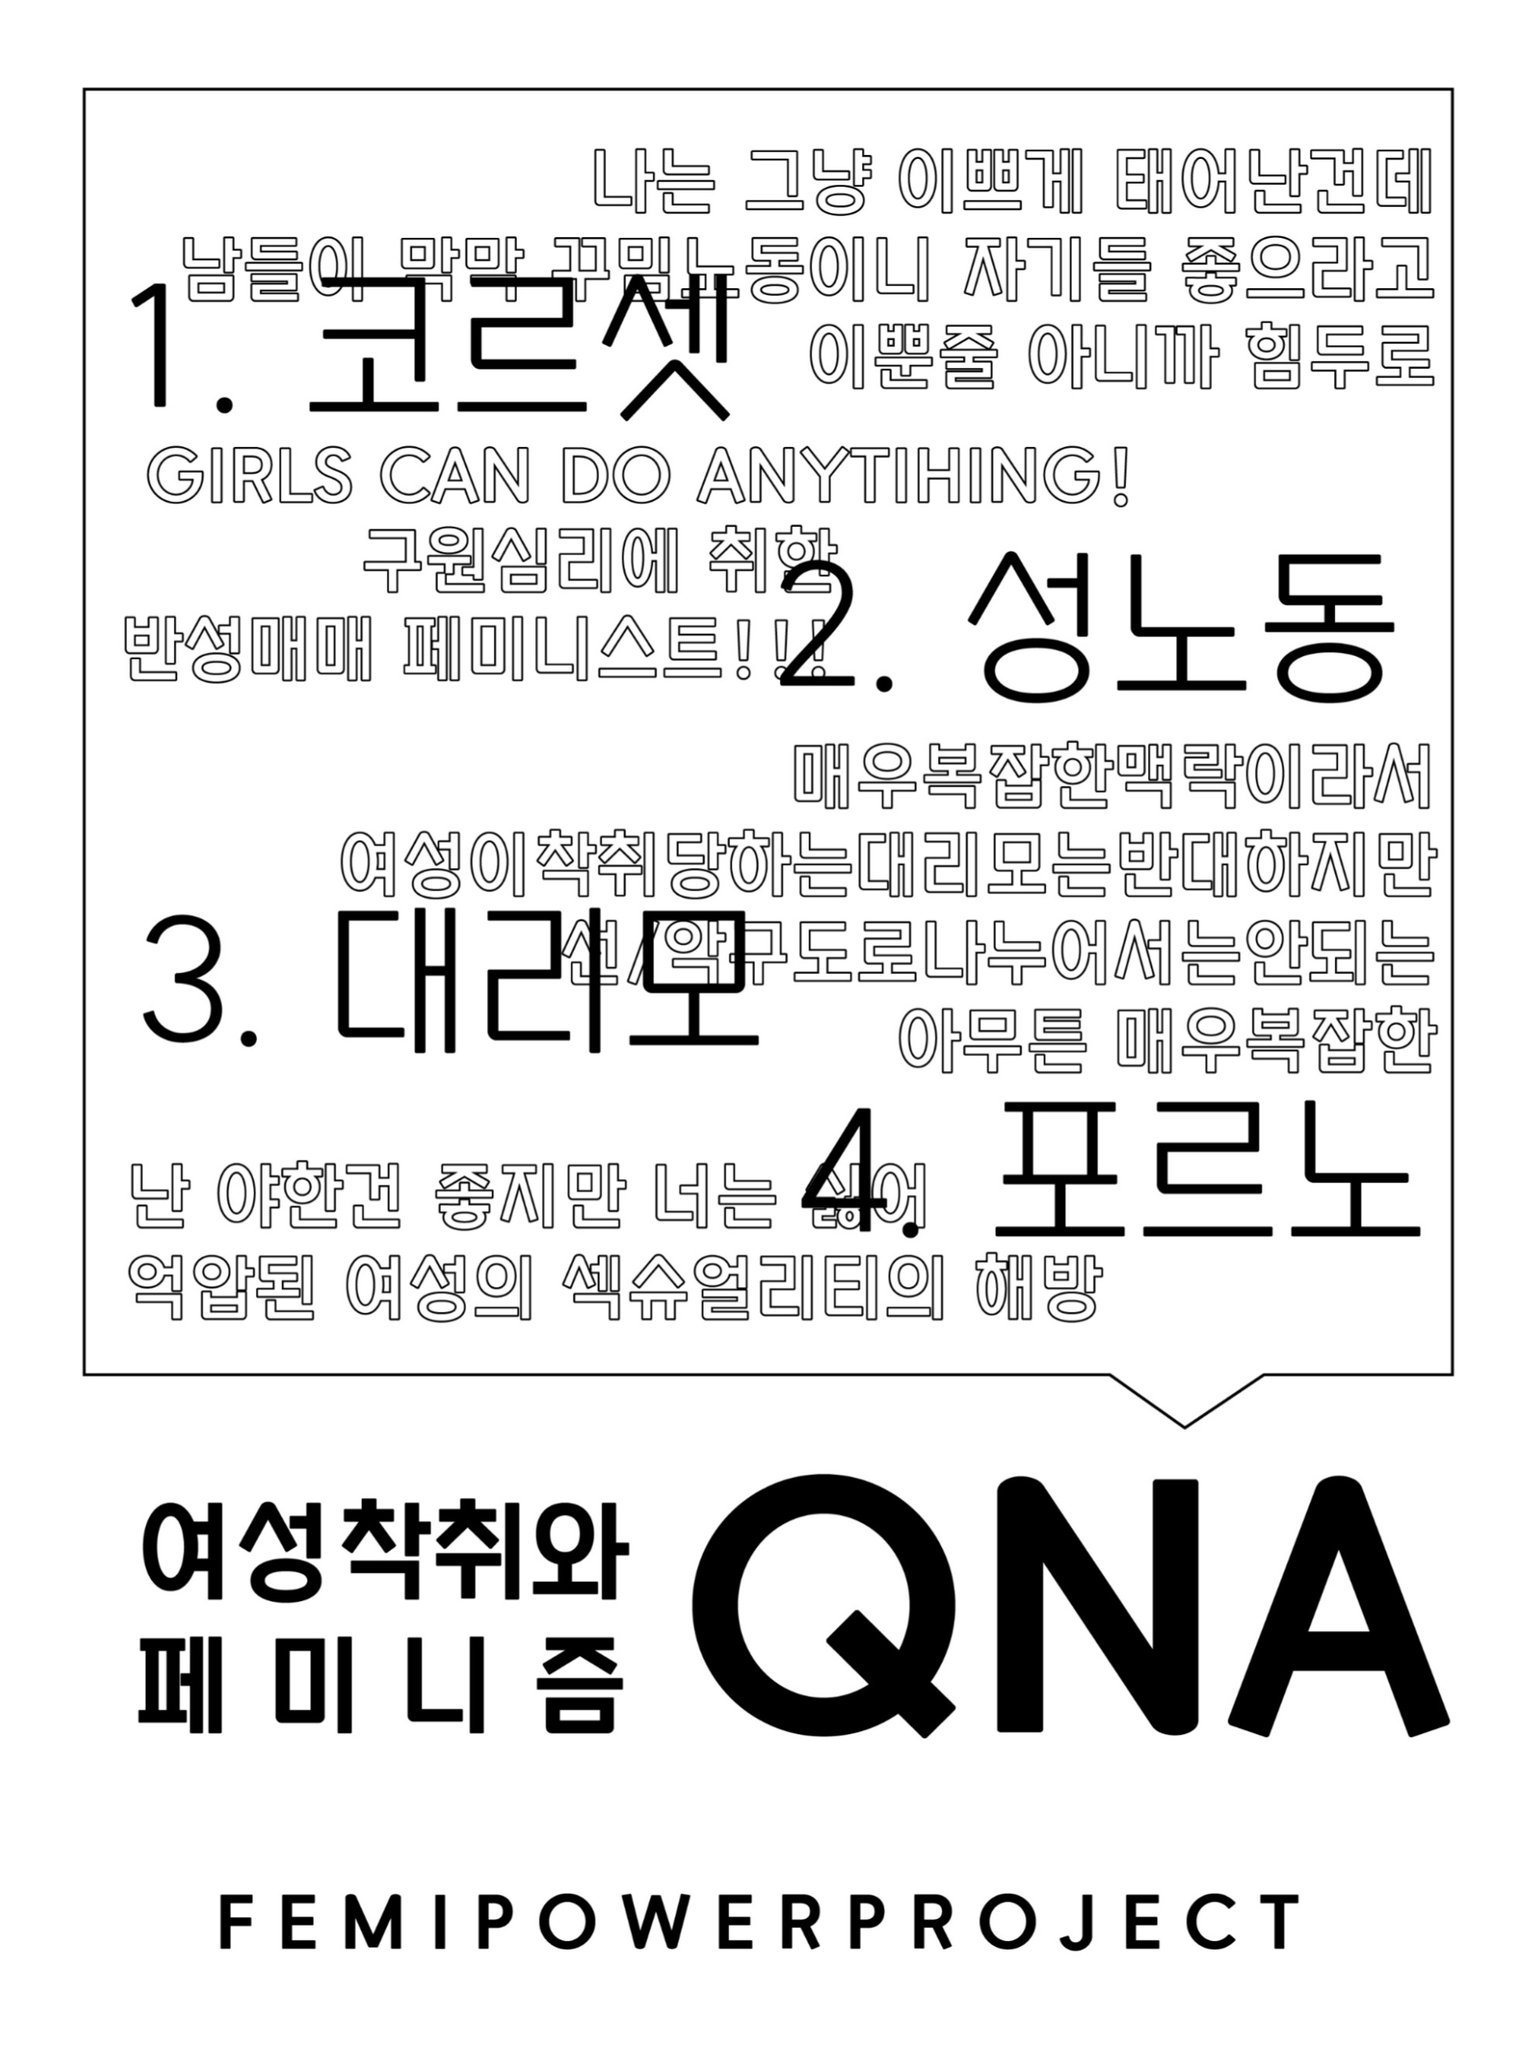 나는 그냥 이쁘게 태어난건데
남들이 막막 꾸밈노동이니 자기들 좋으라고
1. 코르셋
이뿐줄 아니까 힘두로
GIRLS CAN DO ANYTIHING!
구원심리에 취한
2. 성노동
반성매매 페미니스트!!!
매우복잡한맥락이라서
여성이착취당하는대리모는반대하지만
3. 대리모
선/악구도로나누어서는안되는
아무튼 매우복잡한
4. 포르노
난 야한건 좋지만 너는 싫어
억압된 여성의 섹슈얼리티의 해방
여성착취와
페미니즘
QNA
FEMIPOWERPROJECT